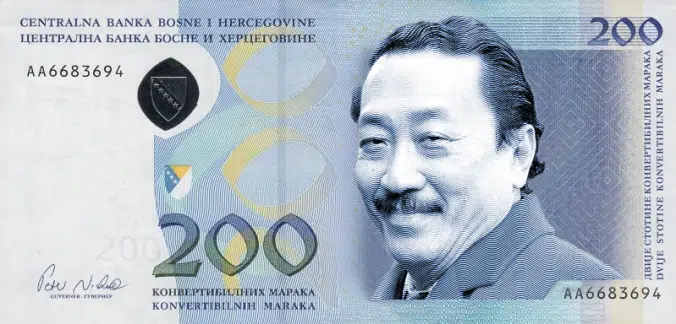 CENTRALNA BANKA BOSNE I HERCEGOVINE
ЦЕНТРАЛНА БАНКА БОСНЕ И ХЕРЦЕГОВИНЕ
200
AA6683694
200
КОНВЕРТИБИЛНИХ МАРАКА
KONVERTIBILNIH MARAKA
GUVERNER - ГУВЕРНЕР
ДВИЈЕ СТОТИНЕ КОНВЕРТИБИЛНИХ МАРАКА
DVIJE STOTINE KONVERTIBILNIH MARAKA
AA6683694
200